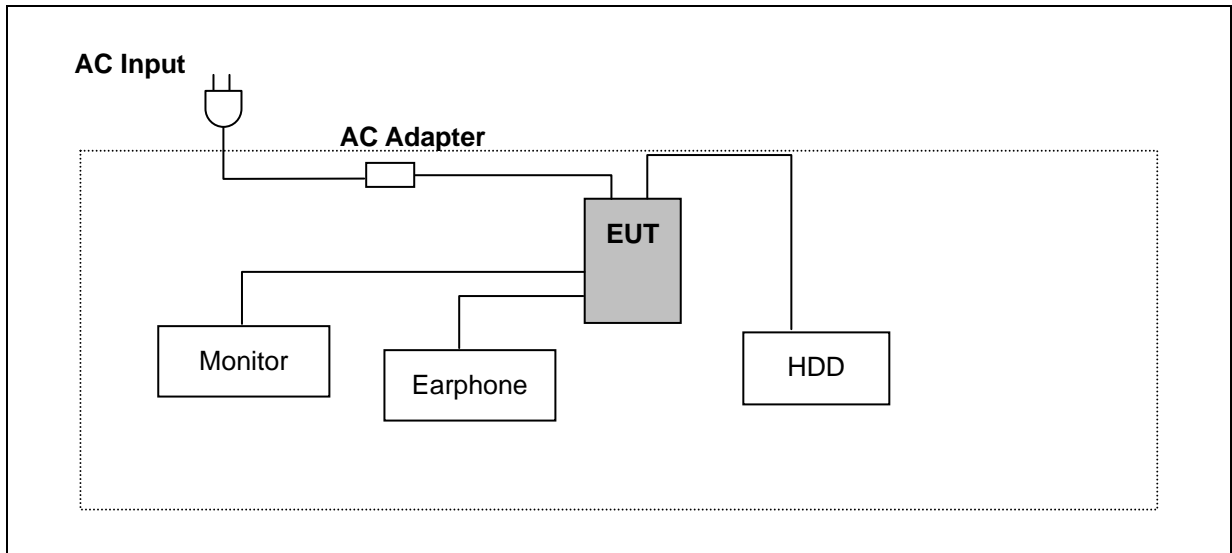 AC Input
AC Adapter
EUT
Monitor
Earphone
HDD